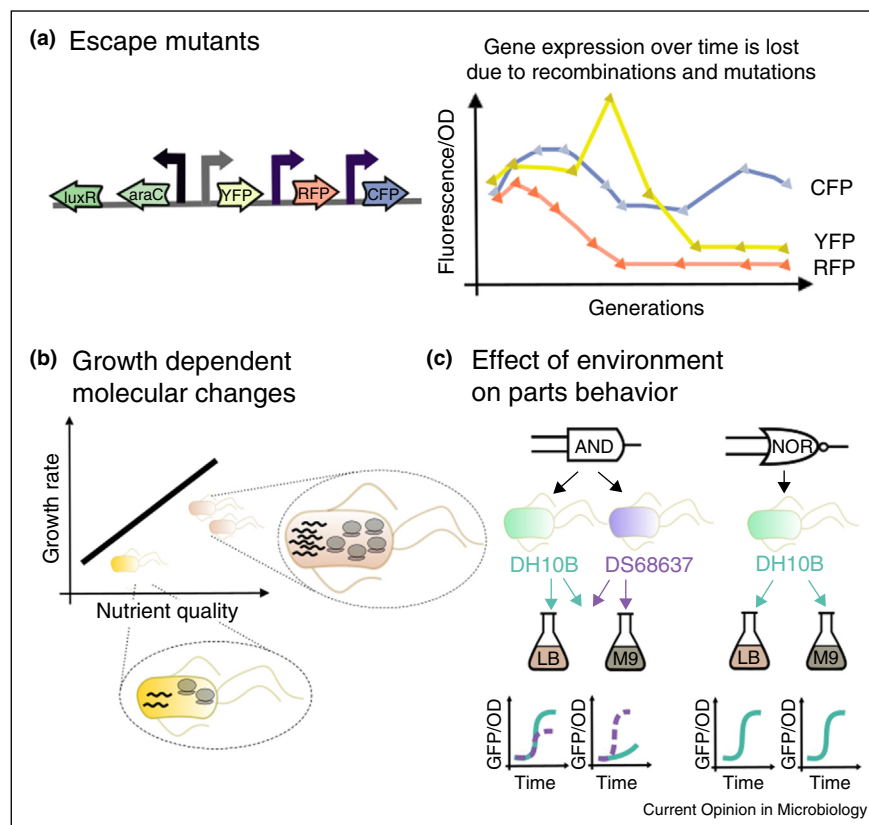 (a) Escape mutants
Gene expression over time is lost
due to recombinations and mutations
luxR araC YFP RFP CFP
Fluorescence/OD
CFP
YFP
RFP
Generations
(b) Growth dependent
molecular changes
Growth rate
Nutrient quality
(c) Effect of environment
on parts behavior
AND NOR
DH10B DS68637 DH10B
LB M9 LB M9
GFP/OD GFP/OD GFP/OD GFP/OD
Time Time Time Time
Current Opinion in Microbiology